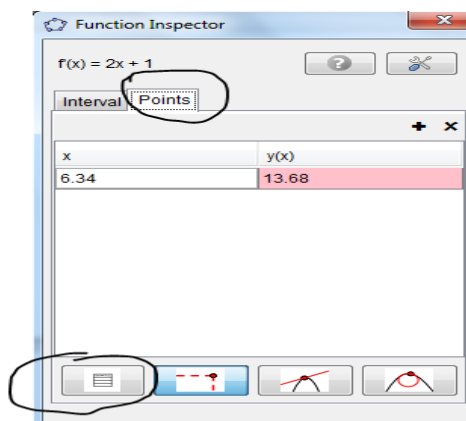 Function Inspector
f(x) = 2x + 1
Interval Points
x y(x)
6.34 13.68